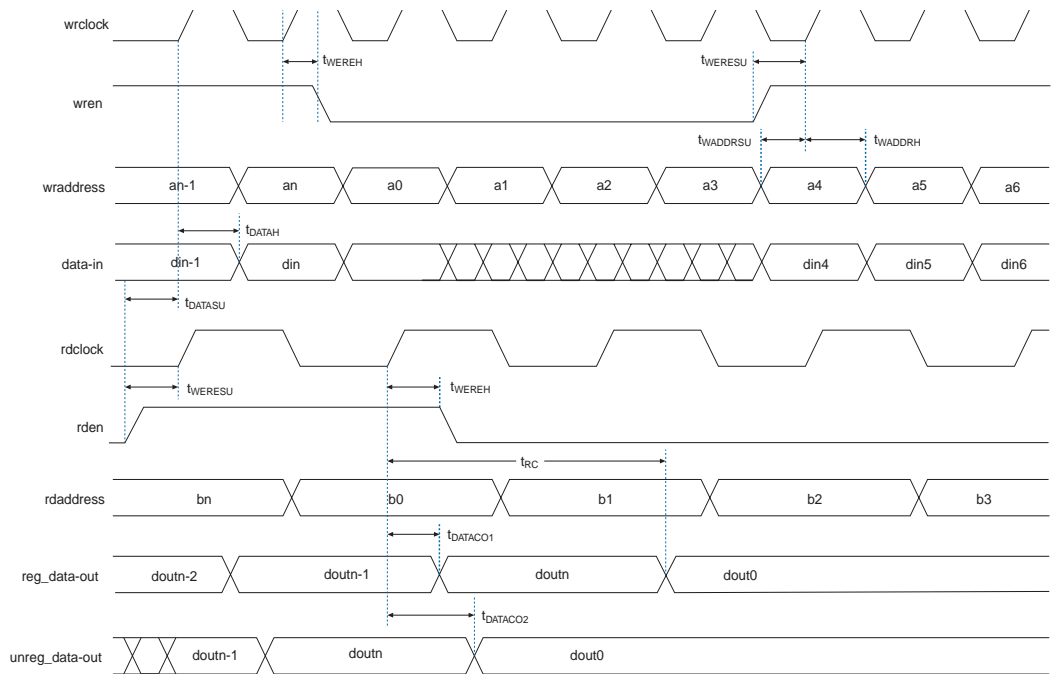 wrclock
tWEREH
tWERESU
wren
tWADDRSU
tWADDRH
wraddress an-1 an a0 a1 a2 a3 a4 a5 a6
tDATAH
data-in din-1 din din4 din5 din6
tDATASU
rdclock
tWERESU
tWEREH
rden
tRC
rdaddress bn b0 b1 b2 b3
tDATACO1
reg_data-out doutn-2 doutn-1 doutn dout0
tDATACO2
unreg_data-out doutn-1 doutn dout0